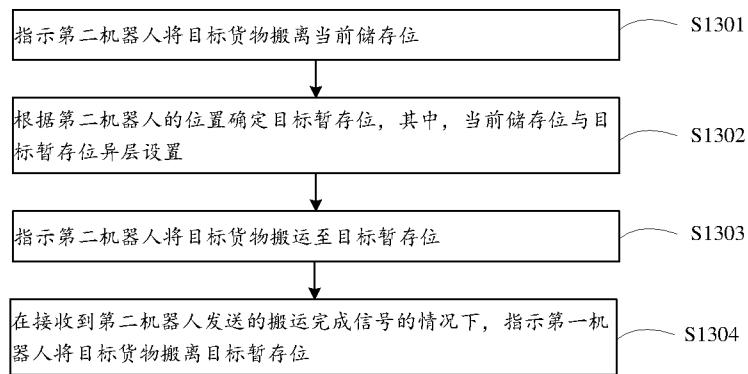 指示第二机器人将目标货物搬离当前储存位
S1301
根据第二机器人的位置确定目标暂存位，其中，当前储存位与目
标暂存位异层设置
S1302
指示第二机器人将目标货物搬运至目标暂存位
S1303
在接收到第二机器人发送的搬运完成信号的情况下，指示第一机
器人将目标货物搬离目标暂存位
S1304